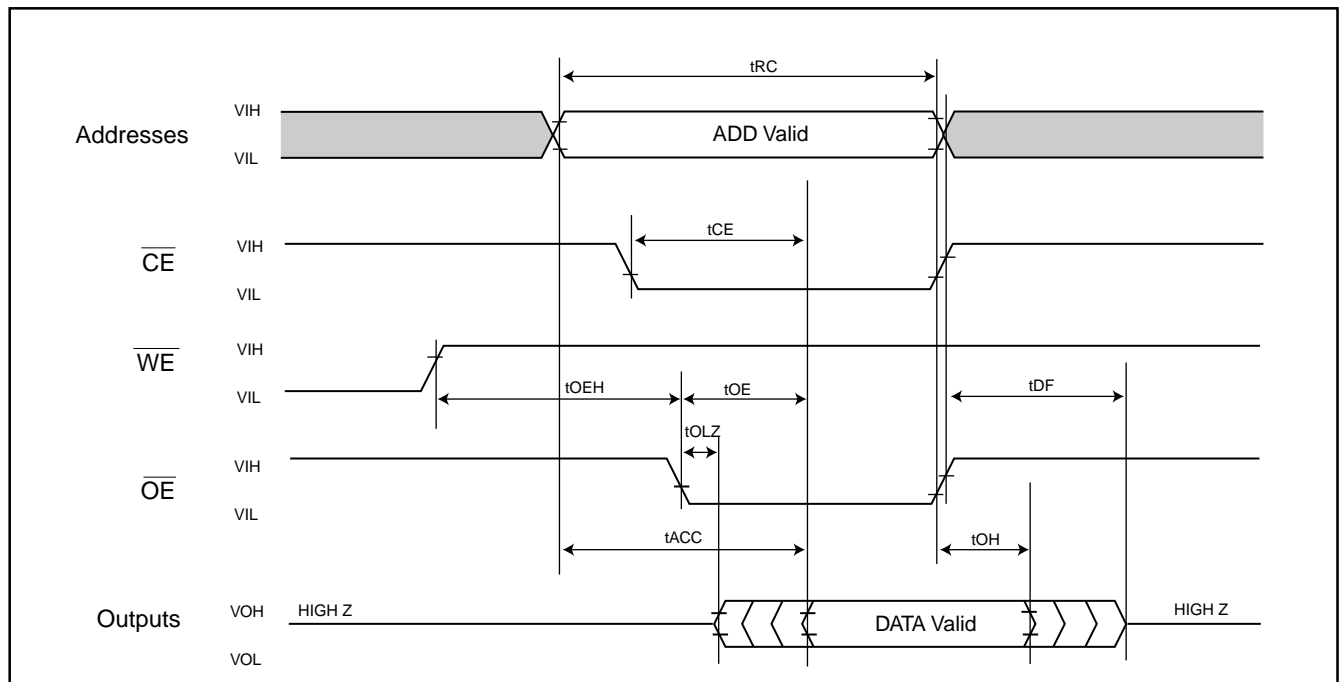 tRC
VIH
Addresses
ADD Valid
VIL
tCE
VIH
CE
VIL
VIH
WE
VIL
tOEH
tOE
tDF
tOLZ
VIH
OE
VIL
tACC
tOH
VOH
HIGH Z
HIGH Z
Outputs
DATA Valid
VOL